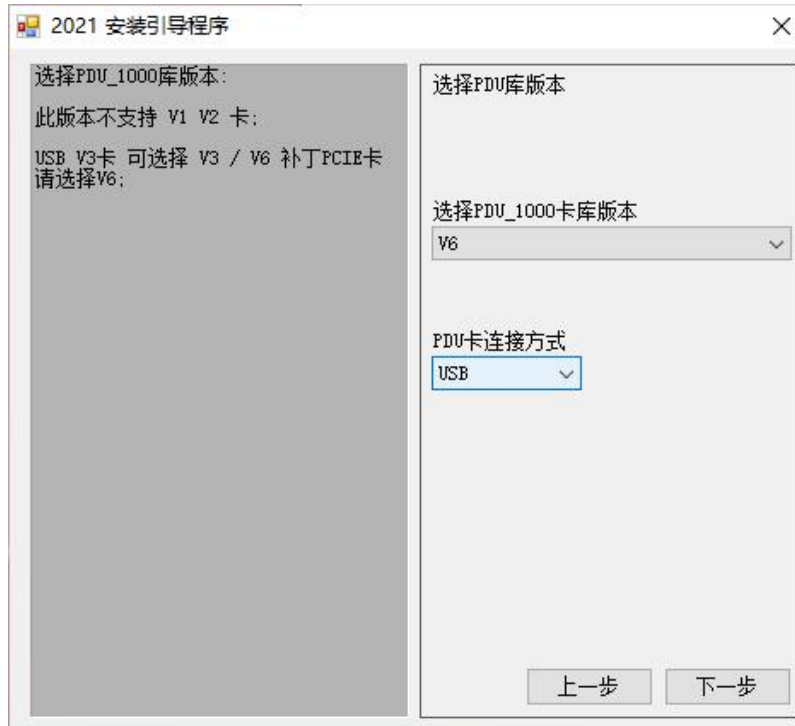 2021 安装引导程序
选择PDU_1000库版本:
此版本不支持 V1 V2 卡;
USB V3卡 可选择 V3 / V6 补丁PCIE卡
请选择V6;
选择PDU库版本
选择PDU_1000卡库版本
V6
PDU卡连接方式
USB
上一步
下一步